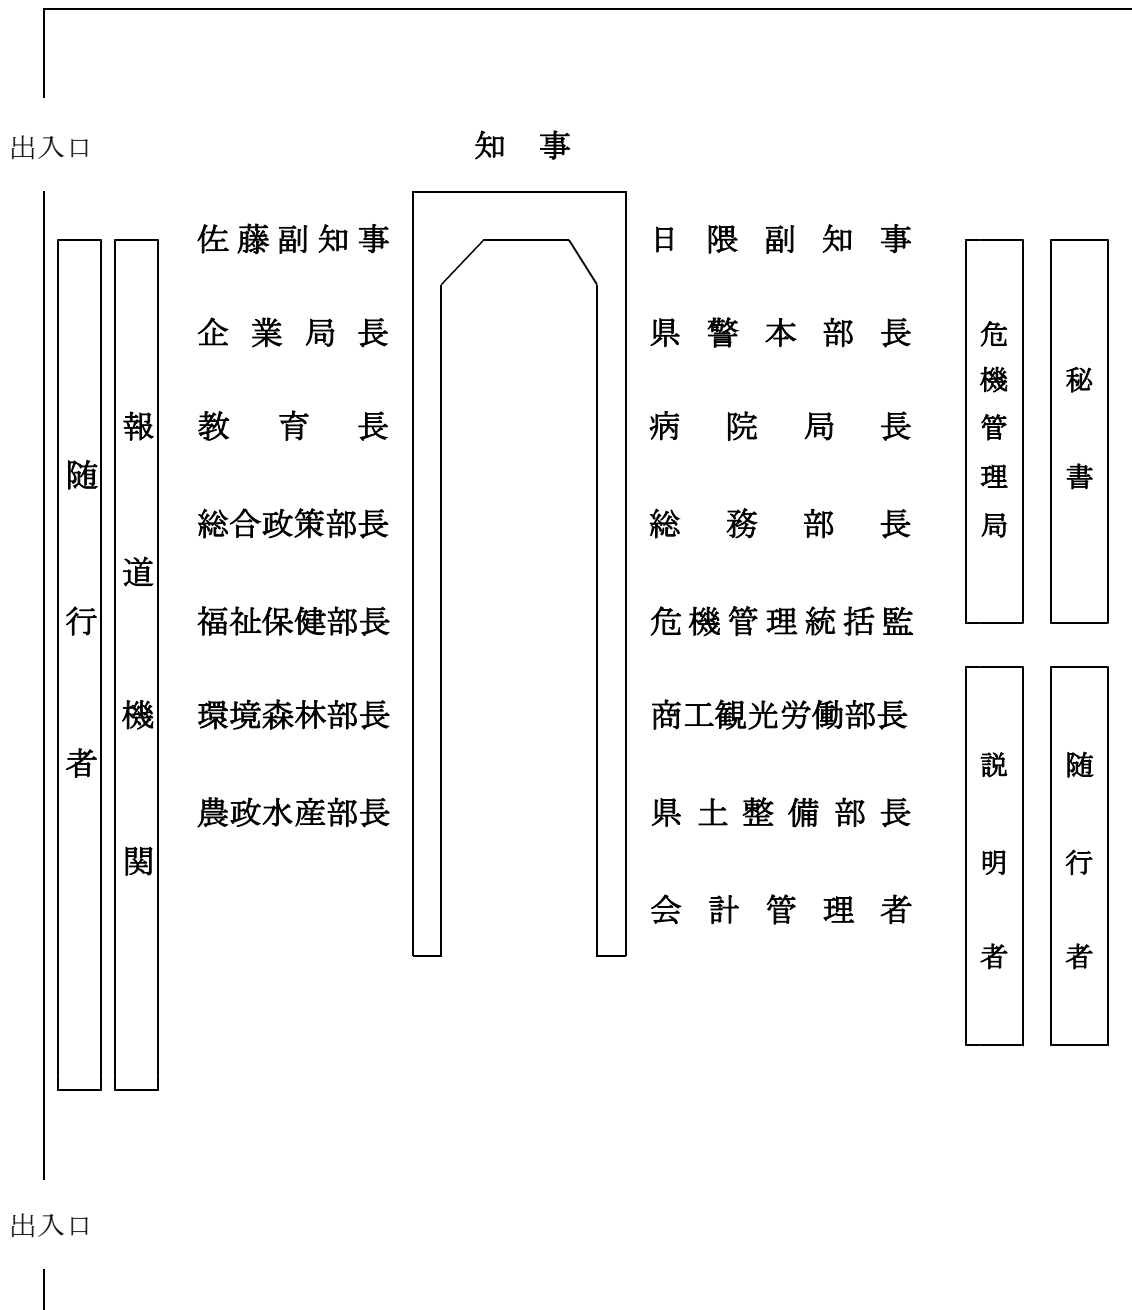 出入口
知事
佐藤副知事
日隈副知事
企業局長
県警本部長
教育長
病院局長
総合政策部長
総務部長
福祉保健部長
危機管理統括監
環境森林部長
商工観光労働部長
農政水産部長
県土整備部長
会計管理者
随行者
報道機関
危機管理局
秘書
説明者
随行者
出入口